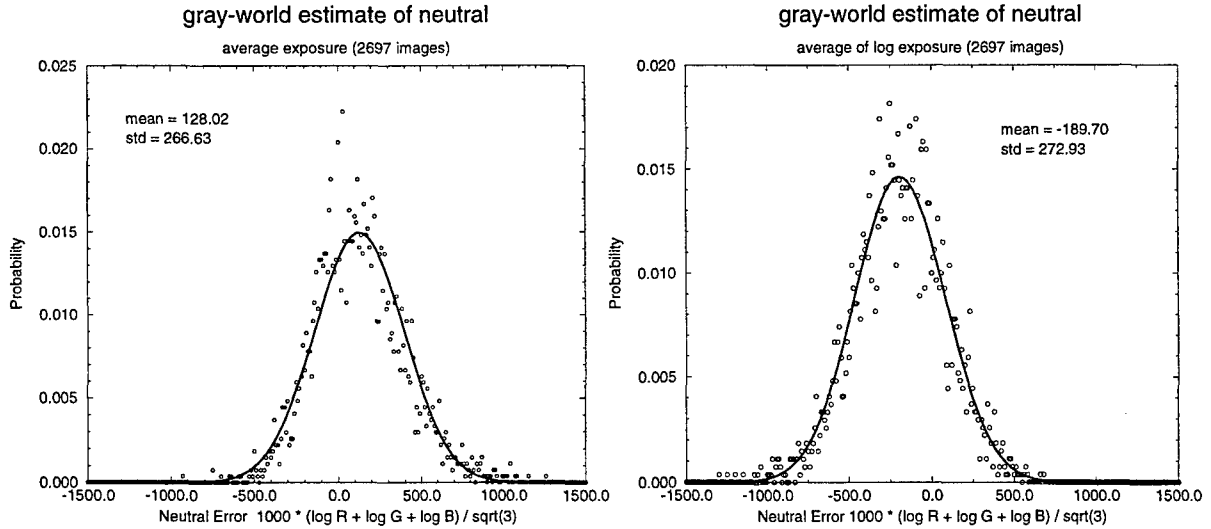 gray-world estimate of neutral
average exposure (2697 images)
0.025
0.020
0.015
0.010
0.005
0.000
mean = 128.02
std = 266.63
Probability
-1500.0 -1000.0 -500.0 0.0 500.0 1000.0 1500.0
Neutral Error 1000 * (log R + log G + log B) / sqrt(3)
gray-world estimate of neutral
average of log exposure (2697 images)
0.020
0.015
0.010
0.005
0.000
mean = -189.70
std = 272.93
Probability
-1500.0 -1000.0 -500.0 0.0 500.0 1000.0 1500.0
Neutral Error 1000 * (log R + log G + log B) / sqrt(3)